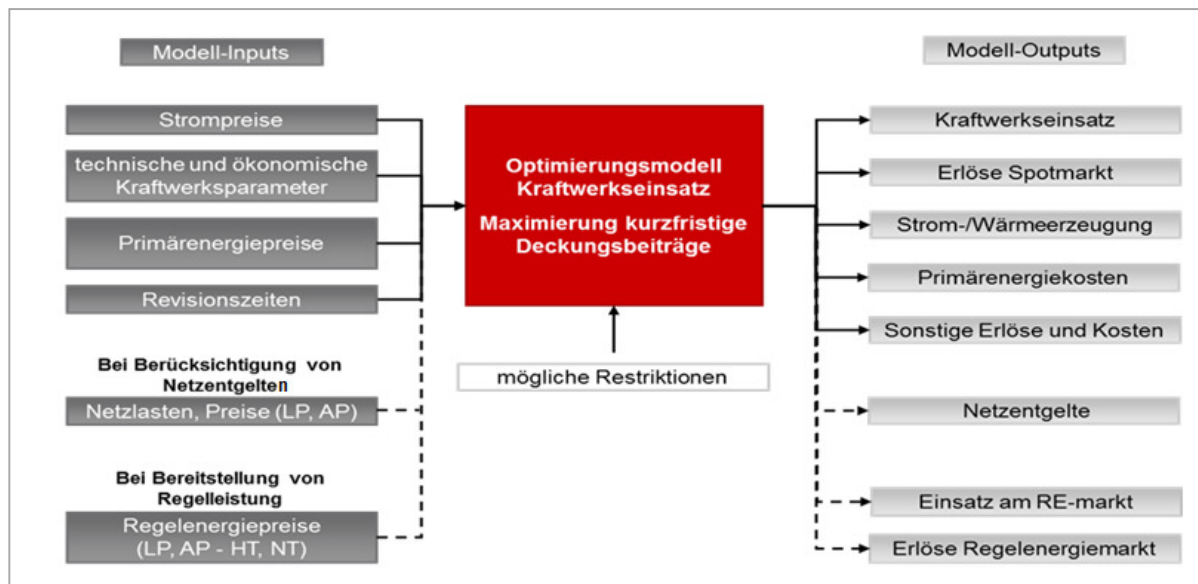 Modell-Inputs
Strompreise
technische und ökonomische
Kraftwerksparameter
Primärenergiepreise
Revisionszeiten
Bei Berücksichtigung von
Netzentgelten
Netzlasten, Preise (LP, AP)
Bei Bereitstellung von
Regelleistung
Regelenergiepreise
(LP, AP - HT, NT)
Optimierungsmodell
Kraftwerkseinsatz
Maximierung kurzfristige
Deckungsbeiträge
mögliche Restriktionen
Modell-Outputs
Kraftwerkseinsatz
Erlöse Spotmarkt
Strom-/Wärmeerzeugung
Primärenergiekosten
Sonstige Erlöse und Kosten
Netzentgelte
Einsatz am RE-markt
Erlöse Regelenergiemarkt